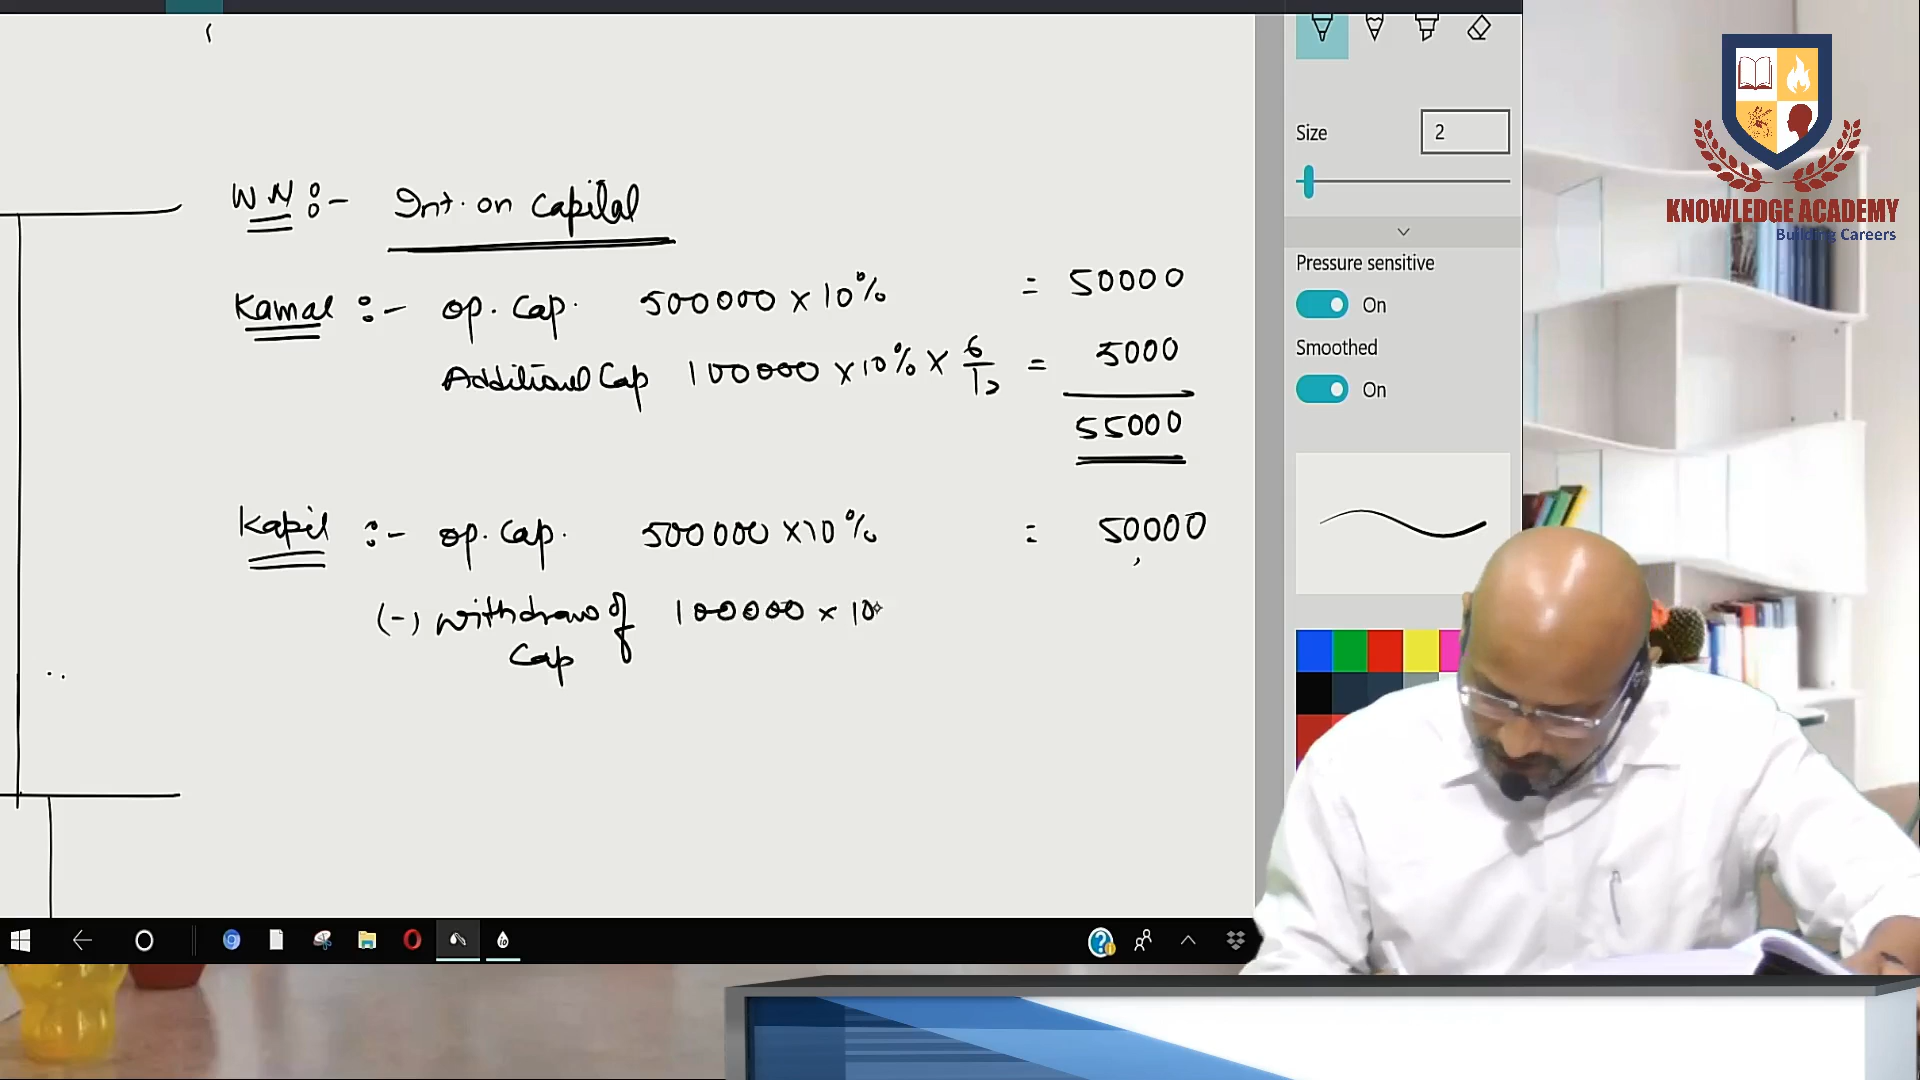 W.N :- Int. on Capital
Kamal :- op. Cap. 500000 x 10% = 50000
Additional Cap 100000 x 10% x 6/12 = 5000
55000
Kapil :- op. Cap. 500000 x 10% = 50000
(-) Withdraw of Cap 100000 x 10%
Size 2
Pressure sensitive
On
Smoothed
On
KNOWLEDGE ACADEMY
Building Careers